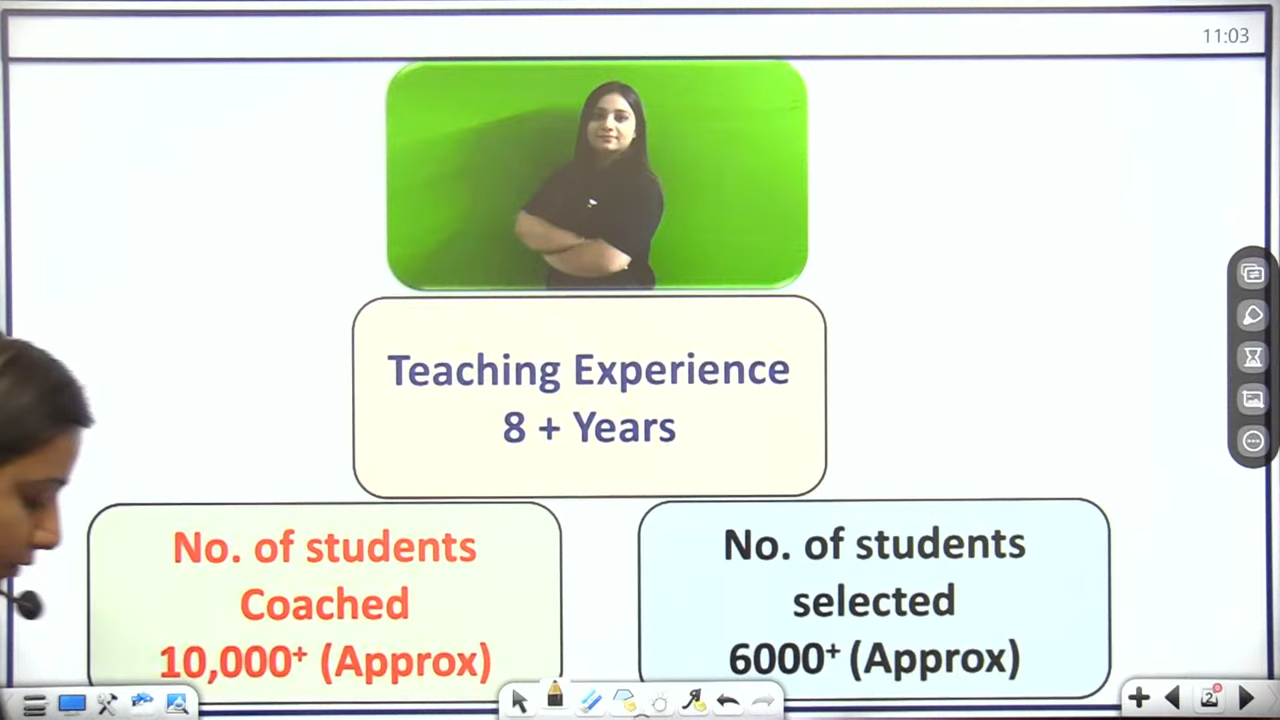 11:03
Teaching Experience
8 + Years
No. of students
Coached
10,000⁺ (Approx)
No. of students
selected
6000⁺ (Approx)
2